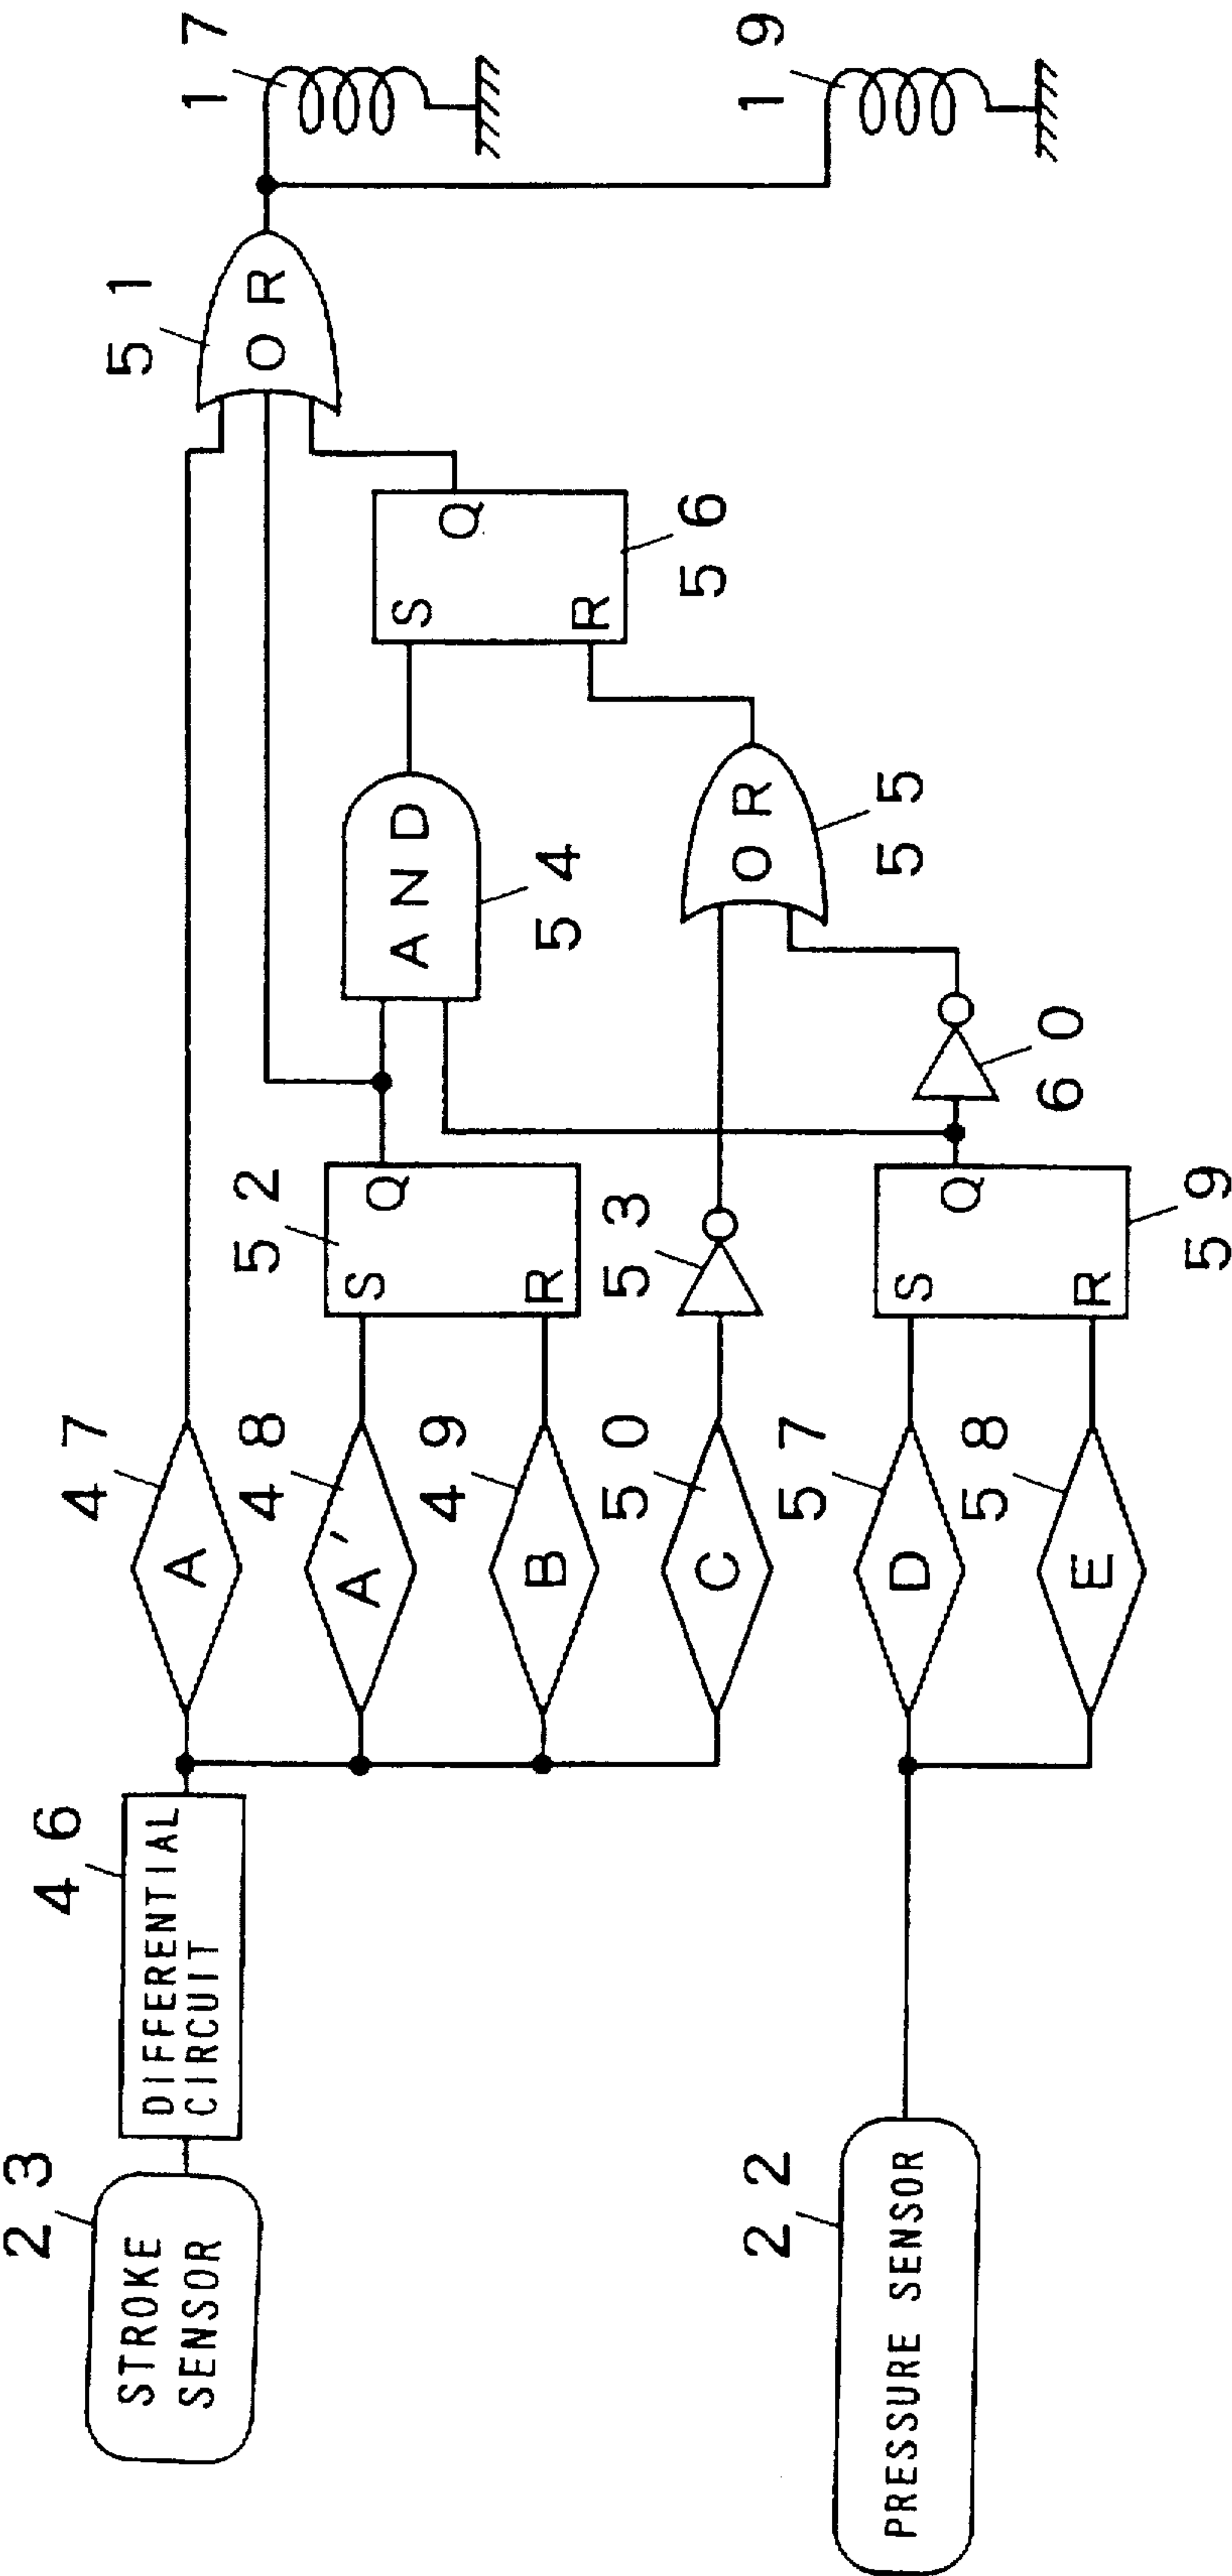 23
STROKE
SENSOR
46
DIFFERENTIAL
CIRCUIT
47
A
48
A'
49
B
50
C
52
S
Q
R
53
AND
54
S
Q
R
56
OR
51
17
19
OR
55
22
PRESSURE SENSOR
57
D
58
E
S
Q
R
59
60